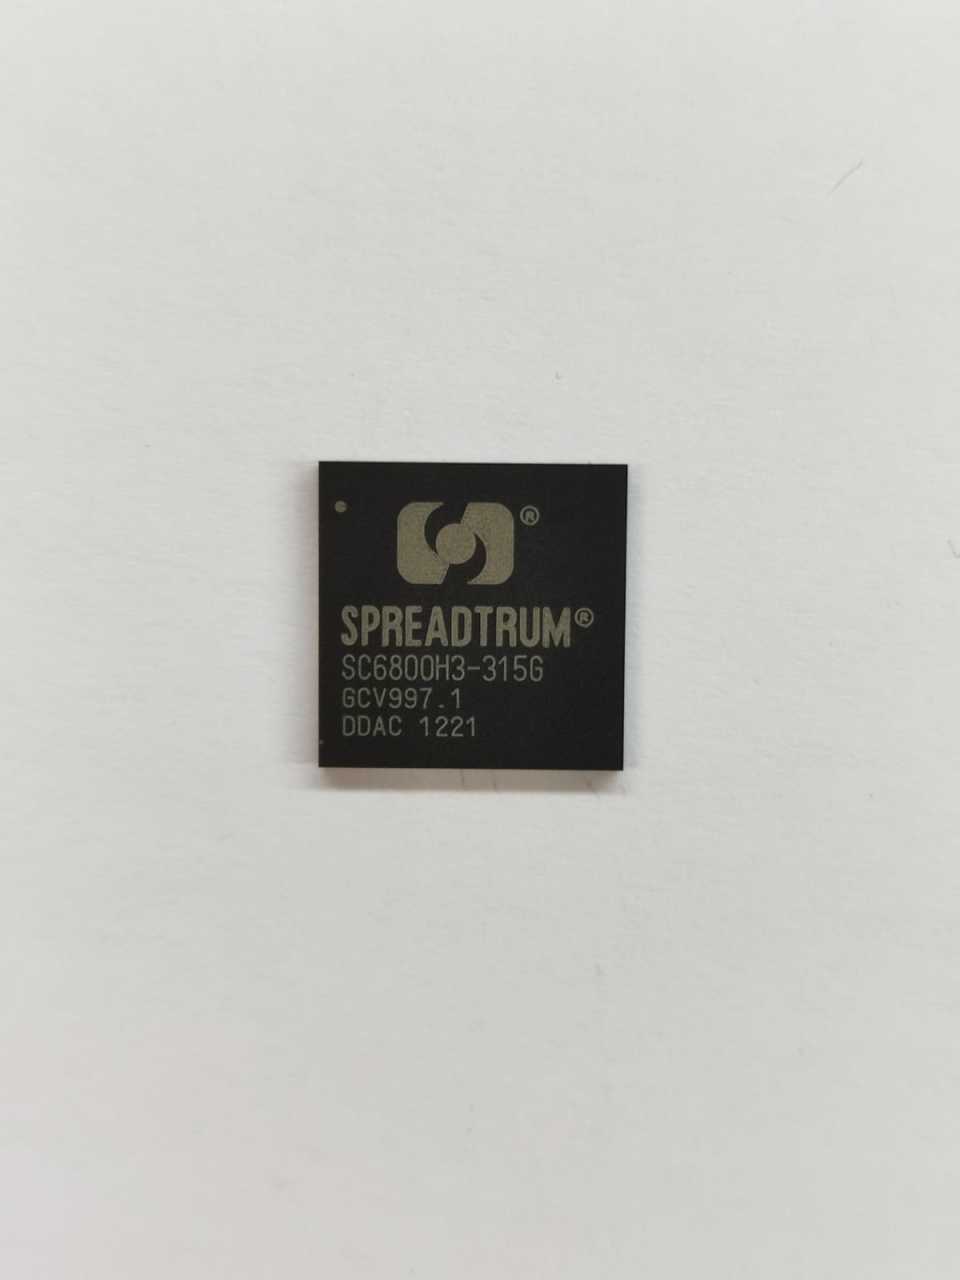 ®
SPREADTRUM®
SC6800H3-315G
GCV997.1
DDAC 1221